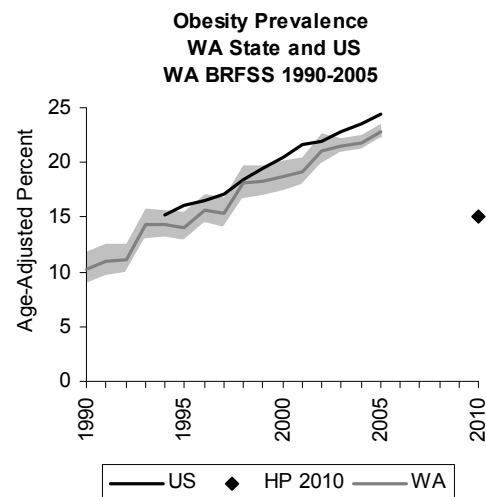 Obesity Prevalence
WA State and US
WA BRFSS 1990-2005
Age-Adjusted Percent
25
20
15
10
5
0
1990
1995
2000
2005
2010
US
HP 2010
WA